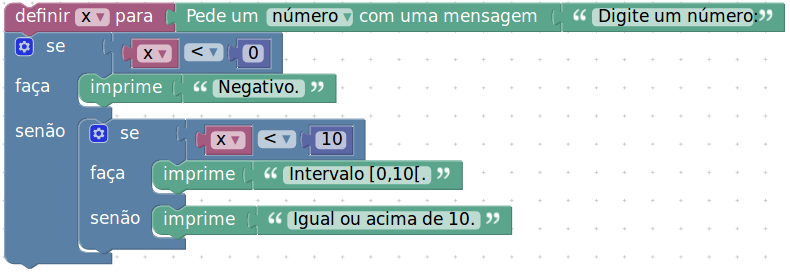 definir x para Pede um número com uma mensagem “ Digite um número: ”
se x < 0
faça imprime “ Negativo. ”
senão se x < 10
faça imprime “ Intervalo [0,10[. ”
senão imprime “ Igual ou acima de 10. ”